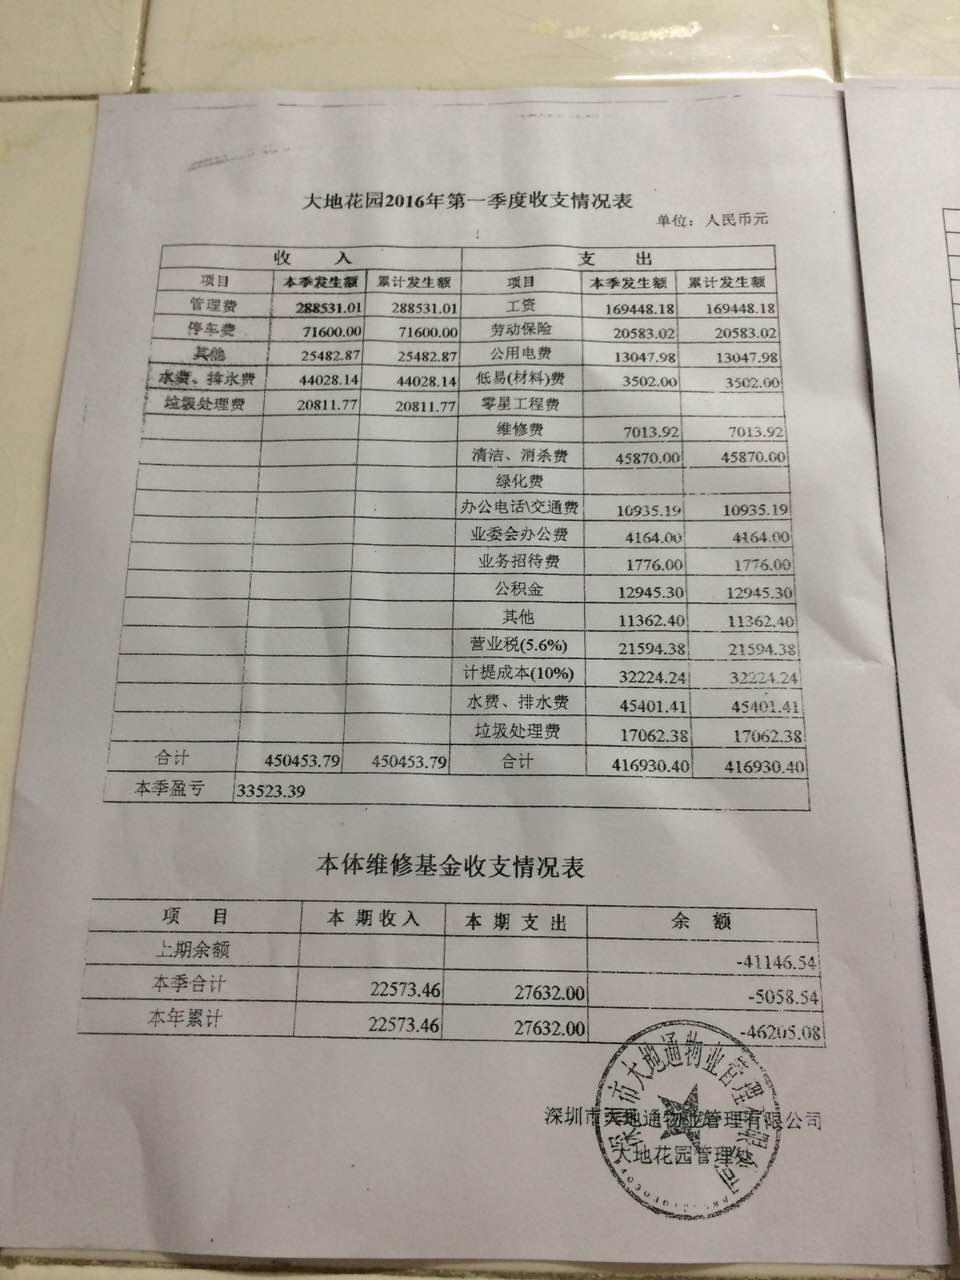 大地花园2016年第一季度收支情况表
单位：人民币元
收 入 支 出
项目 本季发生额 累计发生额 项目 本季发生额 累计发生额
管理费 288531.01 288531.01 工资 169448.18 169448.18
停车费 71600.00 71600.00 劳动保险 20583.02 20583.02
其他 25482.87 25482.87 公用电费 13047.98 13047.98
水费、排水费 44028.14 44028.14 低易(材料)费 3502.00 3502.00
垃圾处理费 20811.77 20811.77 零星工程费
维修费 7013.92 7013.92
清洁、消杀费 45870.00 45870.00
绿化费
办公电话\交通费 10935.19 10935.19
业委会办公费 4164.00 4164.00
业务招待费 1776.00 1776.00
公积金 12945.30 12945.30
其他 11362.40 11362.40
营业税(5.6%) 21594.38 21594.38
计提成本(10%) 32224.24 32224.24
水费、排水费 45401.41 45401.41
垃圾处理费 17062.38 17062.38
合计 450453.79 450453.79 合计 416930.40 416930.40
本季盈亏 33523.39
本体维修基金收支情况表
项 目 本期收入 本期支出 余 额
上期余额 -41146.54
本季合计 22573.46 27632.00 -5058.54
本年累计 22573.46 27632.00 -46205.08
深圳市大地通物业管理有限公司
大地花园管理处